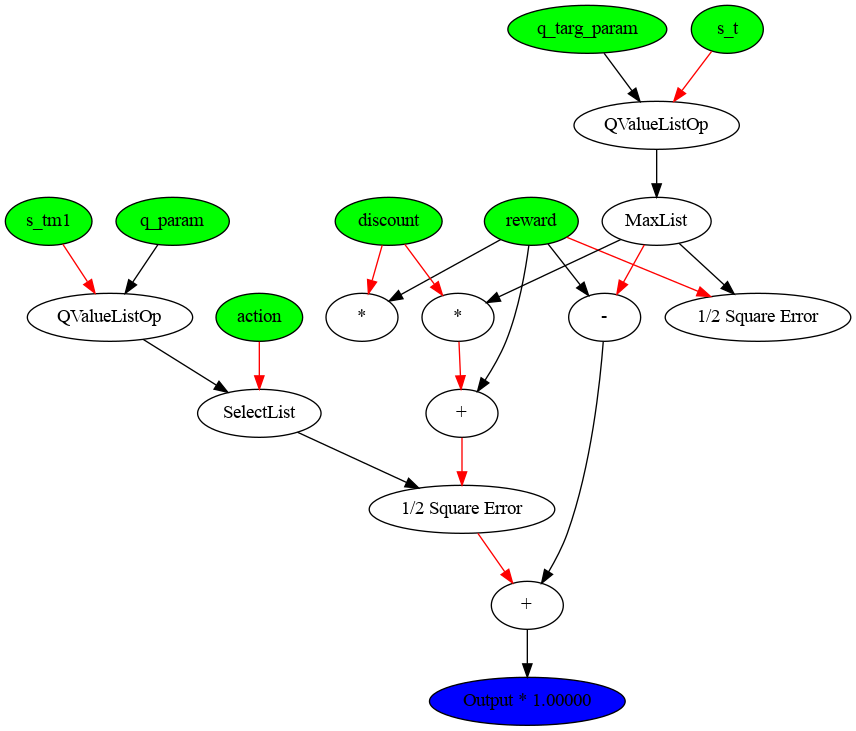 q_targ_param
s_t
QValueListOp
s_tm1
q_param
discount
reward
MaxList
QValueListOp
action
*
*
-
1/2 Square Error
SelectList
+
1/2 Square Error
+
Output * 1.00000